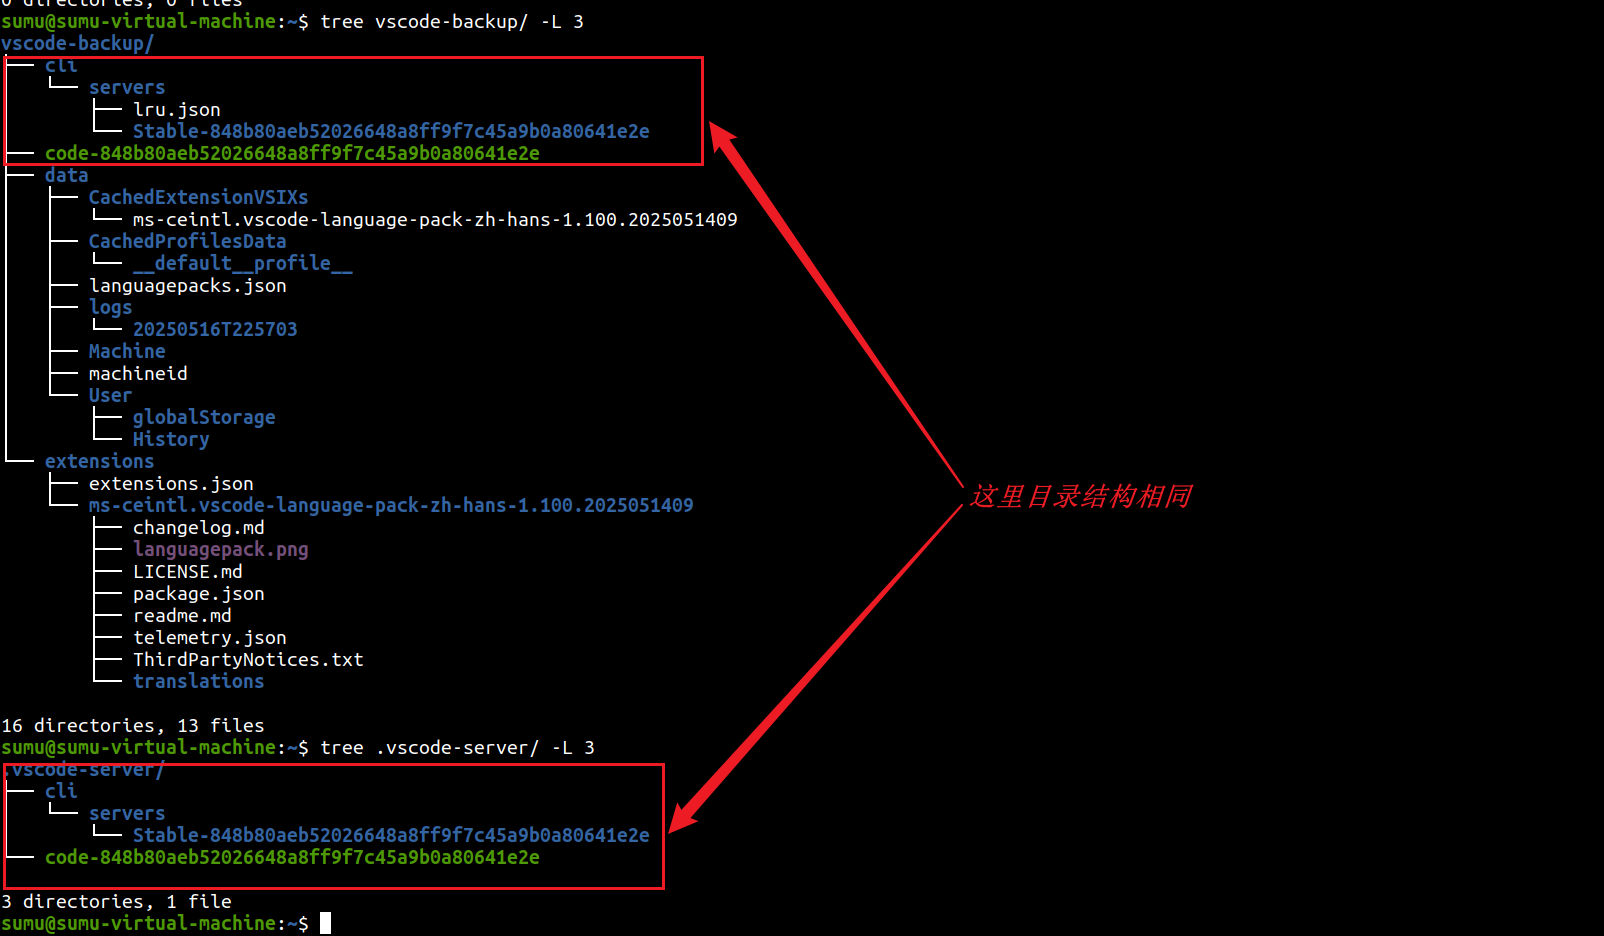 0 directories, 0 files
sumu@sumu-virtual-machine:~$ tree vscode-backup/ -L 3
vscode-backup/
├── cli
│   └── servers
│       ├── lru.json
│       └── Stable-848b80aeb52026648a8ff9f7c45a9b0a80641e2e
├── code-848b80aeb52026648a8ff9f7c45a9b0a80641e2e
├── data
│   ├── CachedExtensionVSIXs
│   │   └── ms-ceintl.vscode-language-pack-zh-hans-1.100.2025051409
│   ├── CachedProfilesData
│   │   └── __default__profile__
│   ├── languagepacks.json
│   ├── logs
│   │   └── 20250516T225703
│   ├── Machine
│   ├── machineid
│   └── User
│       ├── globalStorage
│       └── History
└── extensions
    ├── extensions.json
    └── ms-ceintl.vscode-language-pack-zh-hans-1.100.2025051409
        ├── changelog.md
        ├── languagepack.png
        ├── LICENSE.md
        ├── package.json
        ├── readme.md
        ├── telemetry.json
        ├── ThirdPartyNotices.txt
        └── translations
这里目录结构相同
16 directories, 13 files
sumu@sumu-virtual-machine:~$ tree .vscode-server/ -L 3
.vscode-server/
├── cli
│   └── servers
│       └── Stable-848b80aeb52026648a8ff9f7c45a9b0a80641e2e
└── code-848b80aeb52026648a8ff9f7c45a9b0a80641e2e
3 directories, 1 file
sumu@sumu-virtual-machine:~$